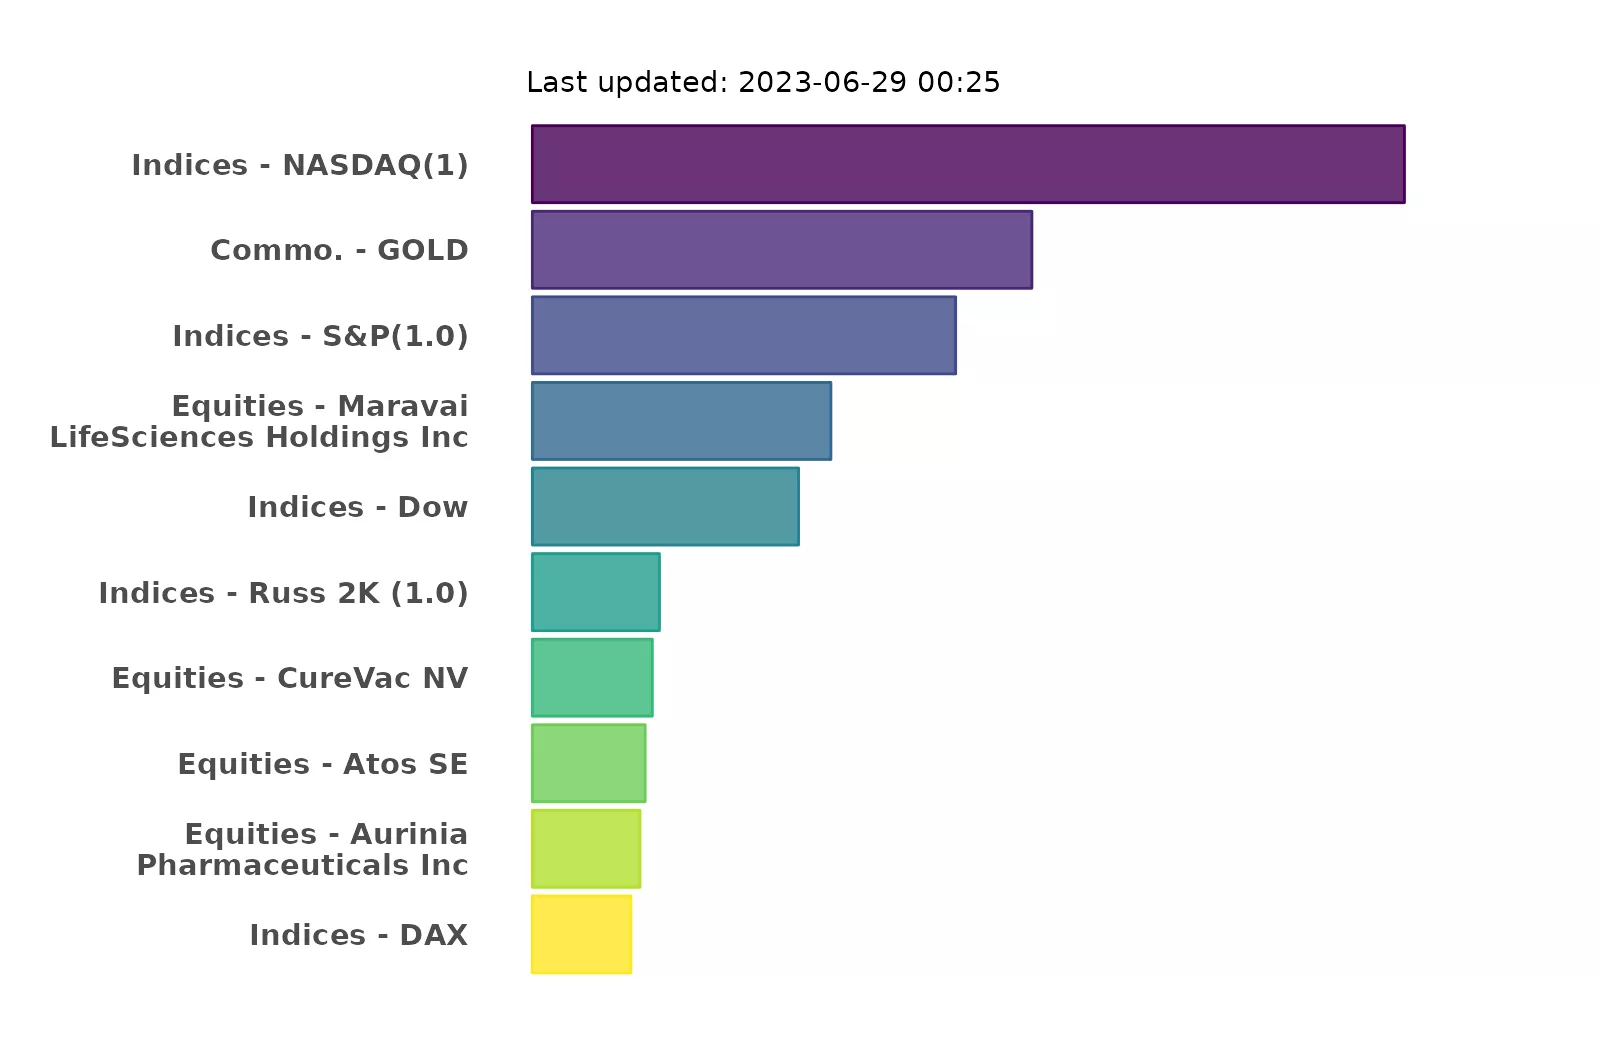 Last updated: 2023-06-29 00:25
Indices - NASDAQ(1)
Commo. - GOLD
Indices - S&P(1.0)
Equities - Maravai
LifeSciences Holdings Inc
Indices - Dow
Indices - Russ 2K (1.0)
Equities - CureVac NV
Equities - Atos SE
Equities - Aurinia
Pharmaceuticals Inc
Indices - DAX